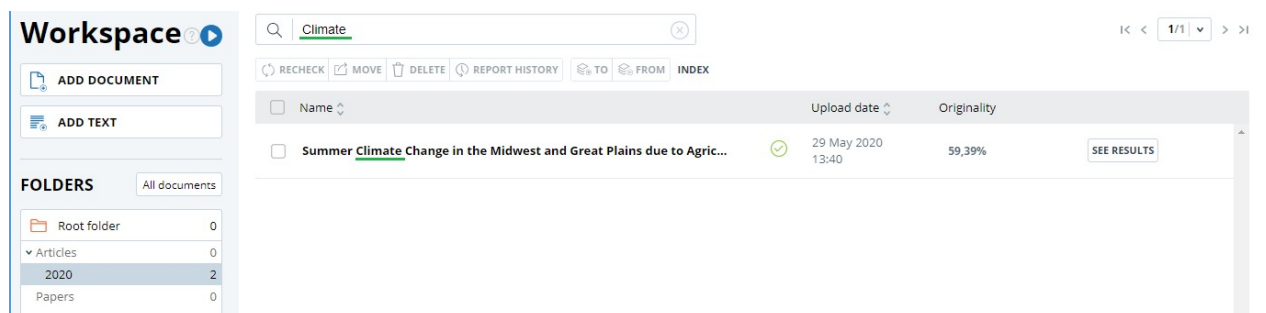 Workspace ?
ADD DOCUMENT
ADD TEXT
FOLDERS All documents
Root folder 0
Articles 0
2020 2
Papers 0
Climate
1/1
RECHECK MOVE DELETE REPORT HISTORY TO FROM INDEX
Name Upload date Originality
Summer Climate Change in the Midwest and Great Plains due to Agric... 29 May 2020 59,39% SEE RESULTS
13:40